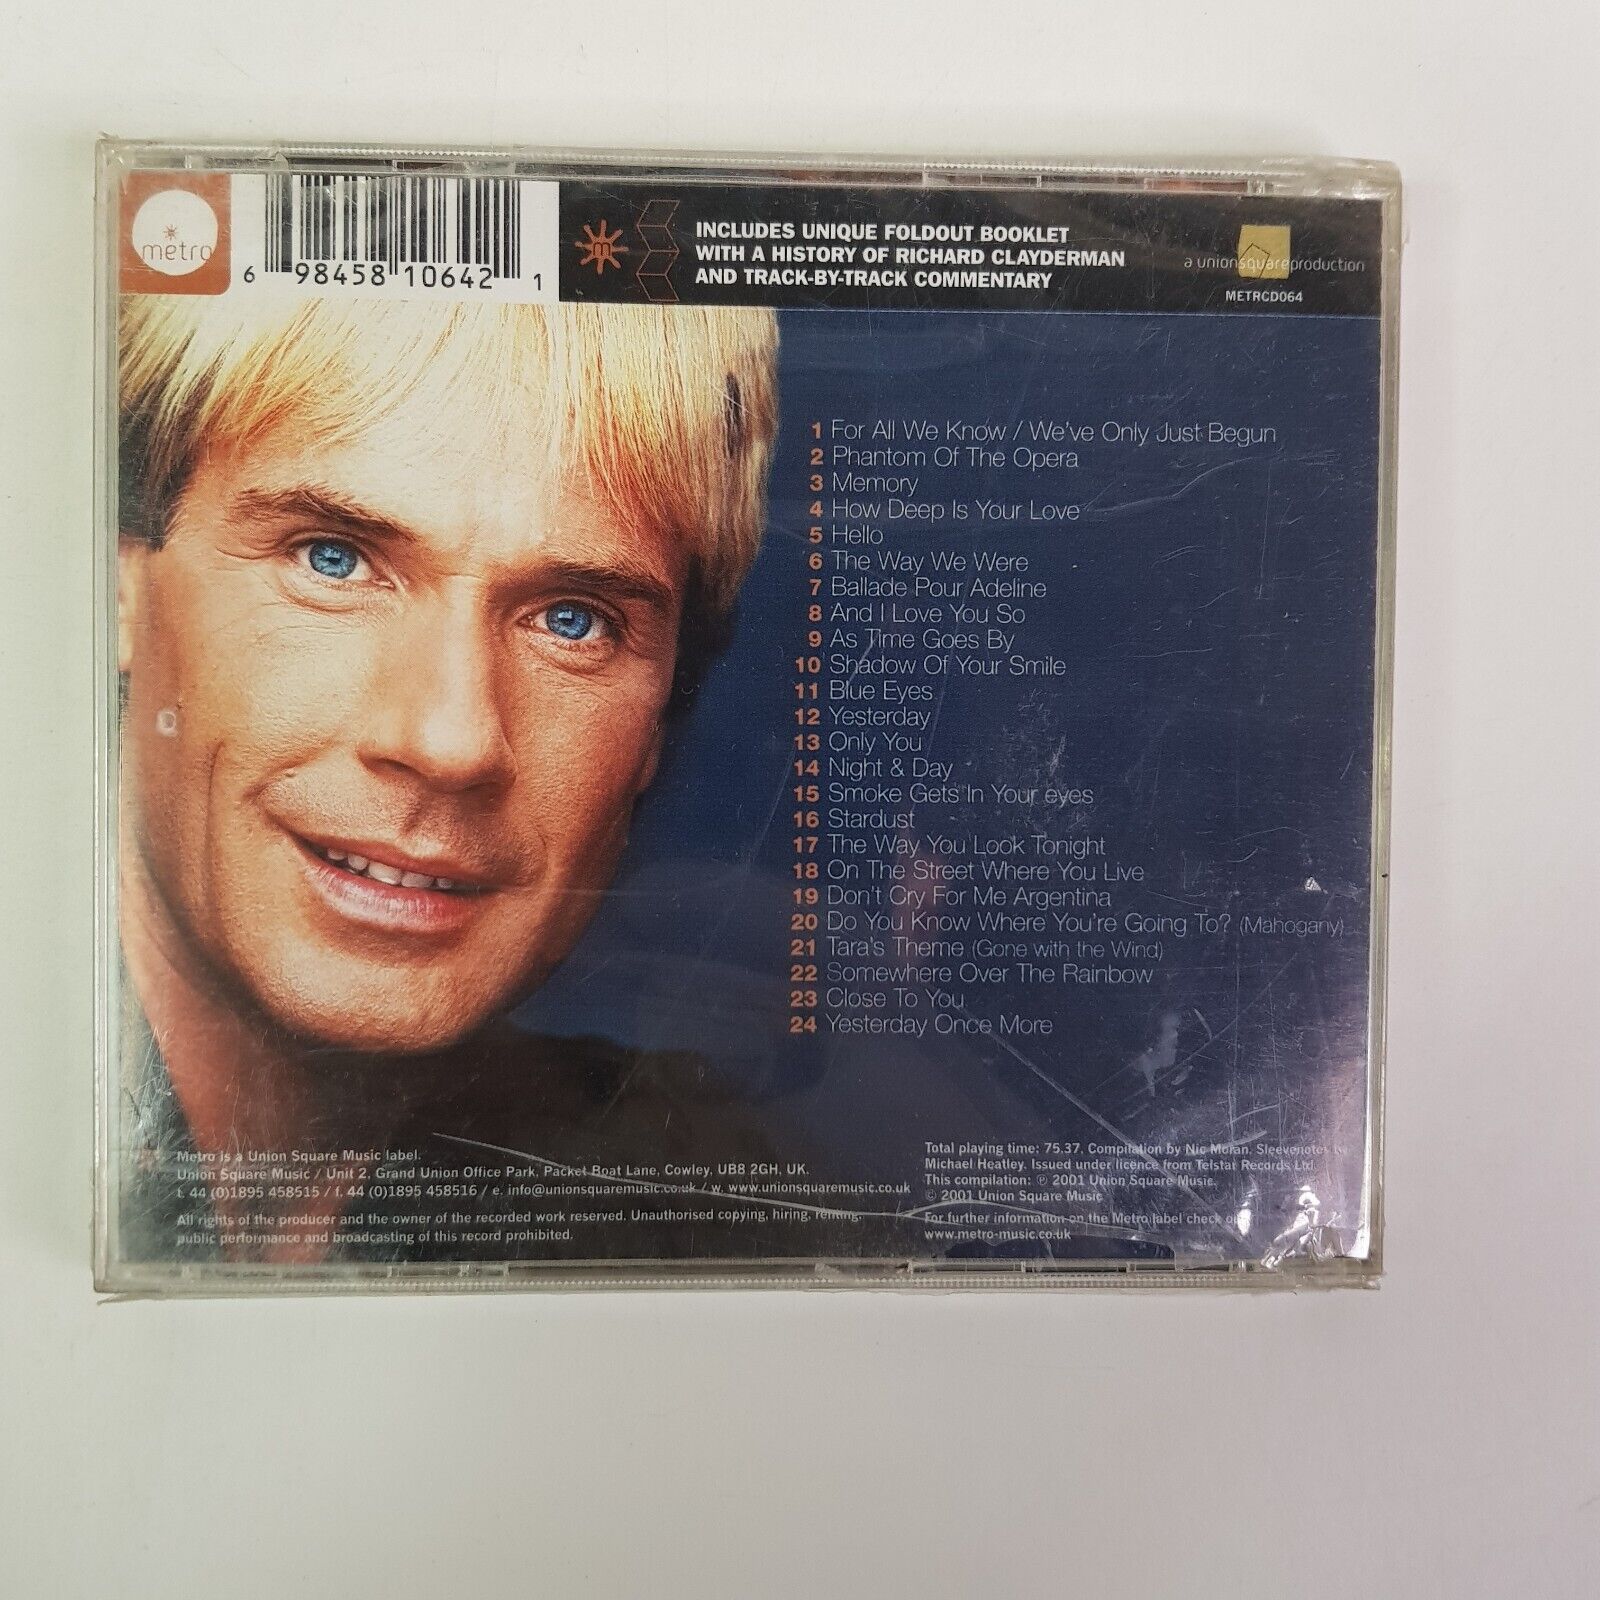 metro
6 98458 10642 1
m
INCLUDES UNIQUE FOLDOUT BOOKLET
WITH A HISTORY OF RICHARD CLAYDERMAN
AND TRACK-BY-TRACK COMMENTARY
a unionsquareproduction
METRCD064
1 For All We Know / We've Only Just Begun
2 Phantom Of The Opera
3 Memory
4 How Deep Is Your Love
5 Hello
6 The Way We Were
7 Ballade Pour Adeline
8 And I Love You So
9 As Time Goes By
10 Shadow Of Your Smile
11 Blue Eyes
12 Yesterday
13 Only You
14 Night & Day
15 Smoke Gets In Your eyes
16 Stardust
17 The Way You Look Tonight
18 On The Street Where You Live
19 Don't Cry For Me Argentina
20 Do You Know Where You're Going To? (Mahogany)
21 Tara's Theme (Gone with the Wind)
22 Somewhere Over The Rainbow
23 Close To You
24 Yesterday Once More
Metro is a Union Square Music label.
Union Square Music / Unit 2, Grand Union Office Park, Packet Boat Lane, Cowley, UB8 2GH, UK.
t. 44 (0)1895 458515 / f. 44 (0)1895 458516 / e. info@unionsquaremusic.co.uk / w. www.unionsquaremusic.co.uk
All rights of the producer and the owner of the recorded work reserved. Unauthorised copying, hiring, renting,
public performance and broadcasting of this record prohibited.
Total playing time: 75.37. Compilation by Nic Moran. Sleevenotes by
Michael Heatley. Issued under licence from Telstar Records Ltd.
This compilation: ℗ 2001 Union Square Music.
© 2001 Union Square Music
For further information on the Metro label check out
www.metro-music.co.uk